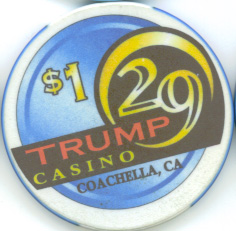 $1
29
TRUMP
CASINO
COACHELLA, CA